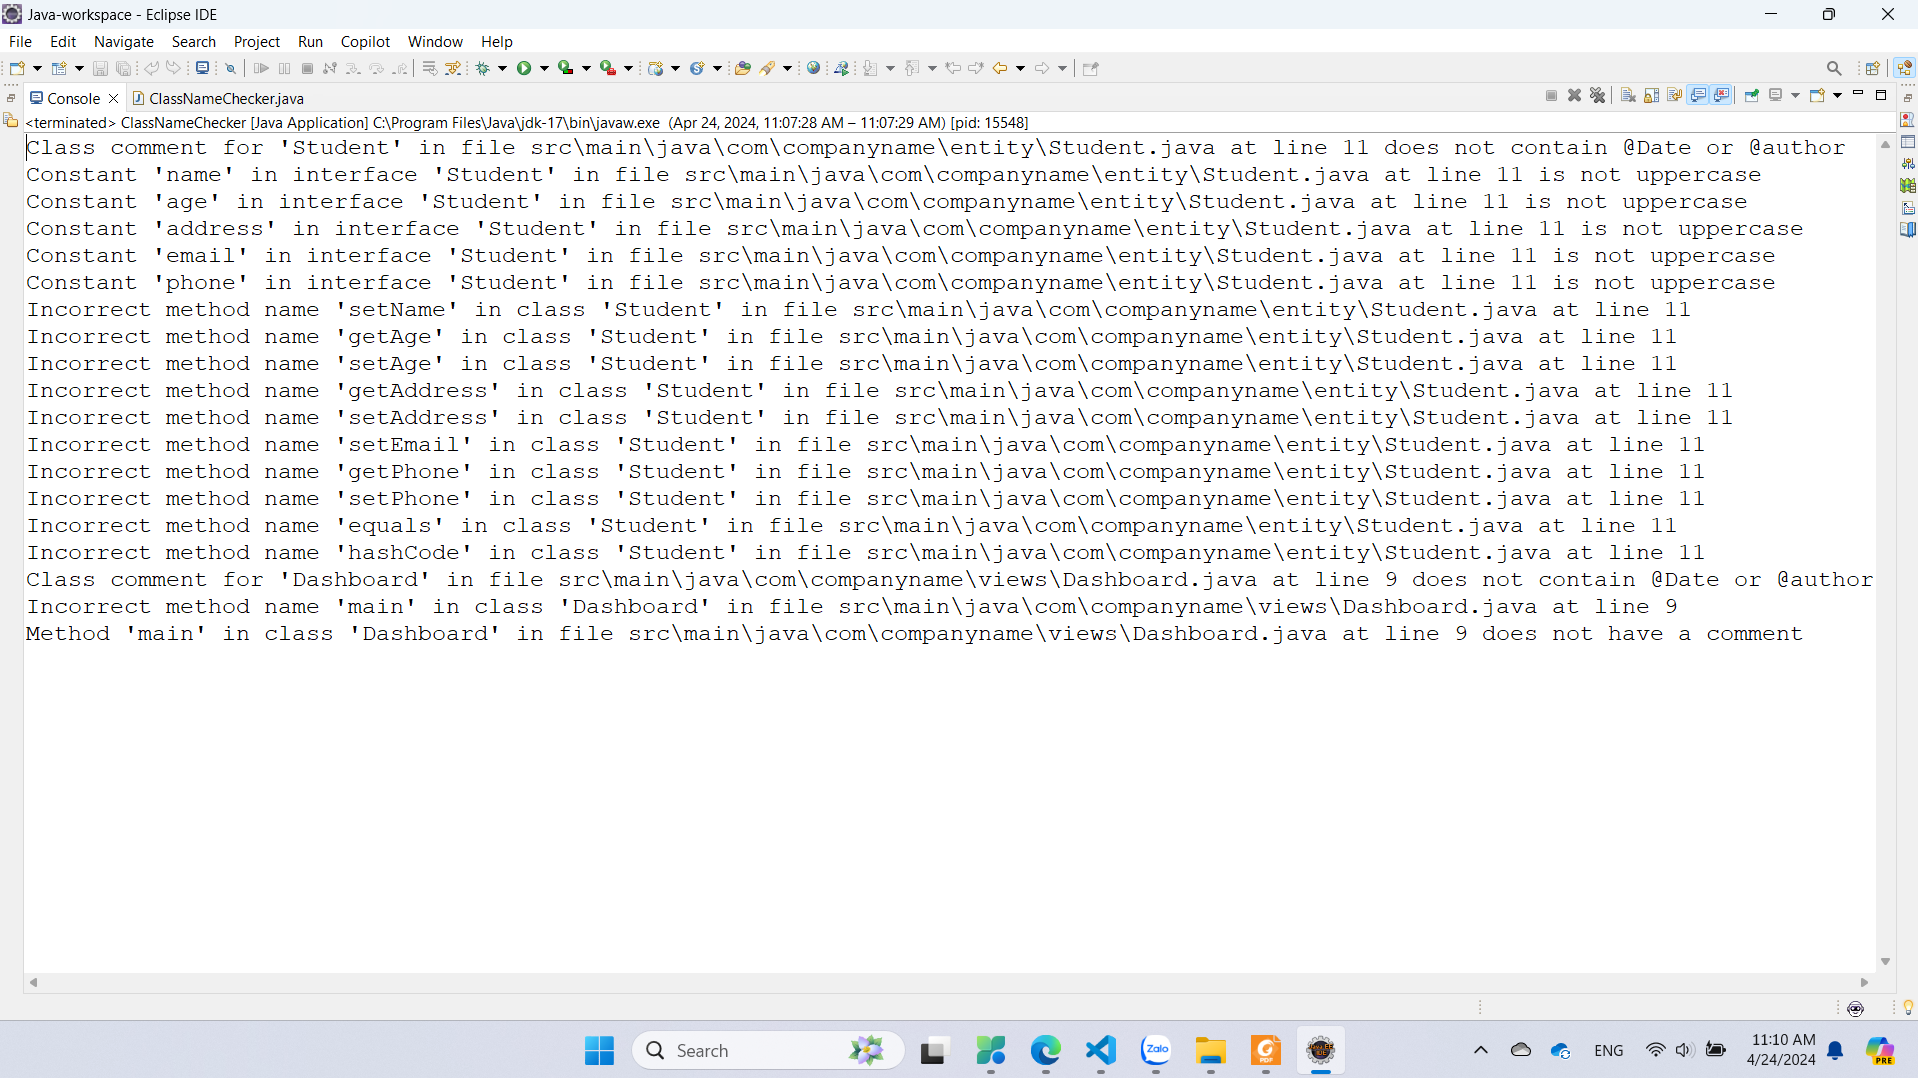 Java-workspace - Eclipse IDE
File Edit Navigate Search Project Run Copilot Window Help
Console ClassNameChecker.java
<terminated> ClassNameChecker [Java Application] C:\Program Files\Java\jdk-17\bin\javaw.exe (Apr 24, 2024, 11:07:28 AM – 11:07:29 AM) [pid: 15548]
Class comment for 'Student' in file src\main\java\com\companyname\entity\Student.java at line 11 does not contain @Date or @author
Constant 'name' in interface 'Student' in file src\main\java\com\companyname\entity\Student.java at line 11 is not uppercase
Constant 'age' in interface 'Student' in file src\main\java\com\companyname\entity\Student.java at line 11 is not uppercase
Constant 'address' in interface 'Student' in file src\main\java\com\companyname\entity\Student.java at line 11 is not uppercase
Constant 'email' in interface 'Student' in file src\main\java\com\companyname\entity\Student.java at line 11 is not uppercase
Constant 'phone' in interface 'Student' in file src\main\java\com\companyname\entity\Student.java at line 11 is not uppercase
Incorrect method name 'setName' in class 'Student' in file src\main\java\com\companyname\entity\Student.java at line 11
Incorrect method name 'getAge' in class 'Student' in file src\main\java\com\companyname\entity\Student.java at line 11
Incorrect method name 'setAge' in class 'Student' in file src\main\java\com\companyname\entity\Student.java at line 11
Incorrect method name 'getAddress' in class 'Student' in file src\main\java\com\companyname\entity\Student.java at line 11
Incorrect method name 'setAddress' in class 'Student' in file src\main\java\com\companyname\entity\Student.java at line 11
Incorrect method name 'setEmail' in class 'Student' in file src\main\java\com\companyname\entity\Student.java at line 11
Incorrect method name 'getPhone' in class 'Student' in file src\main\java\com\companyname\entity\Student.java at line 11
Incorrect method name 'setPhone' in class 'Student' in file src\main\java\com\companyname\entity\Student.java at line 11
Incorrect method name 'equals' in class 'Student' in file src\main\java\com\companyname\entity\Student.java at line 11
Incorrect method name 'hashCode' in class 'Student' in file src\main\java\com\companyname\entity\Student.java at line 11
Class comment for 'Dashboard' in file src\main\java\com\companyname\views\Dashboard.java at line 9 does not contain @Date or @author
Incorrect method name 'main' in class 'Dashboard' in file src\main\java\com\companyname\views\Dashboard.java at line 9
Method 'main' in class 'Dashboard' in file src\main\java\com\companyname\views\Dashboard.java at line 9 does not have a comment
Search
Zalo
PDF
IDE
ENG
11:10 AM
4/24/2024
PRE